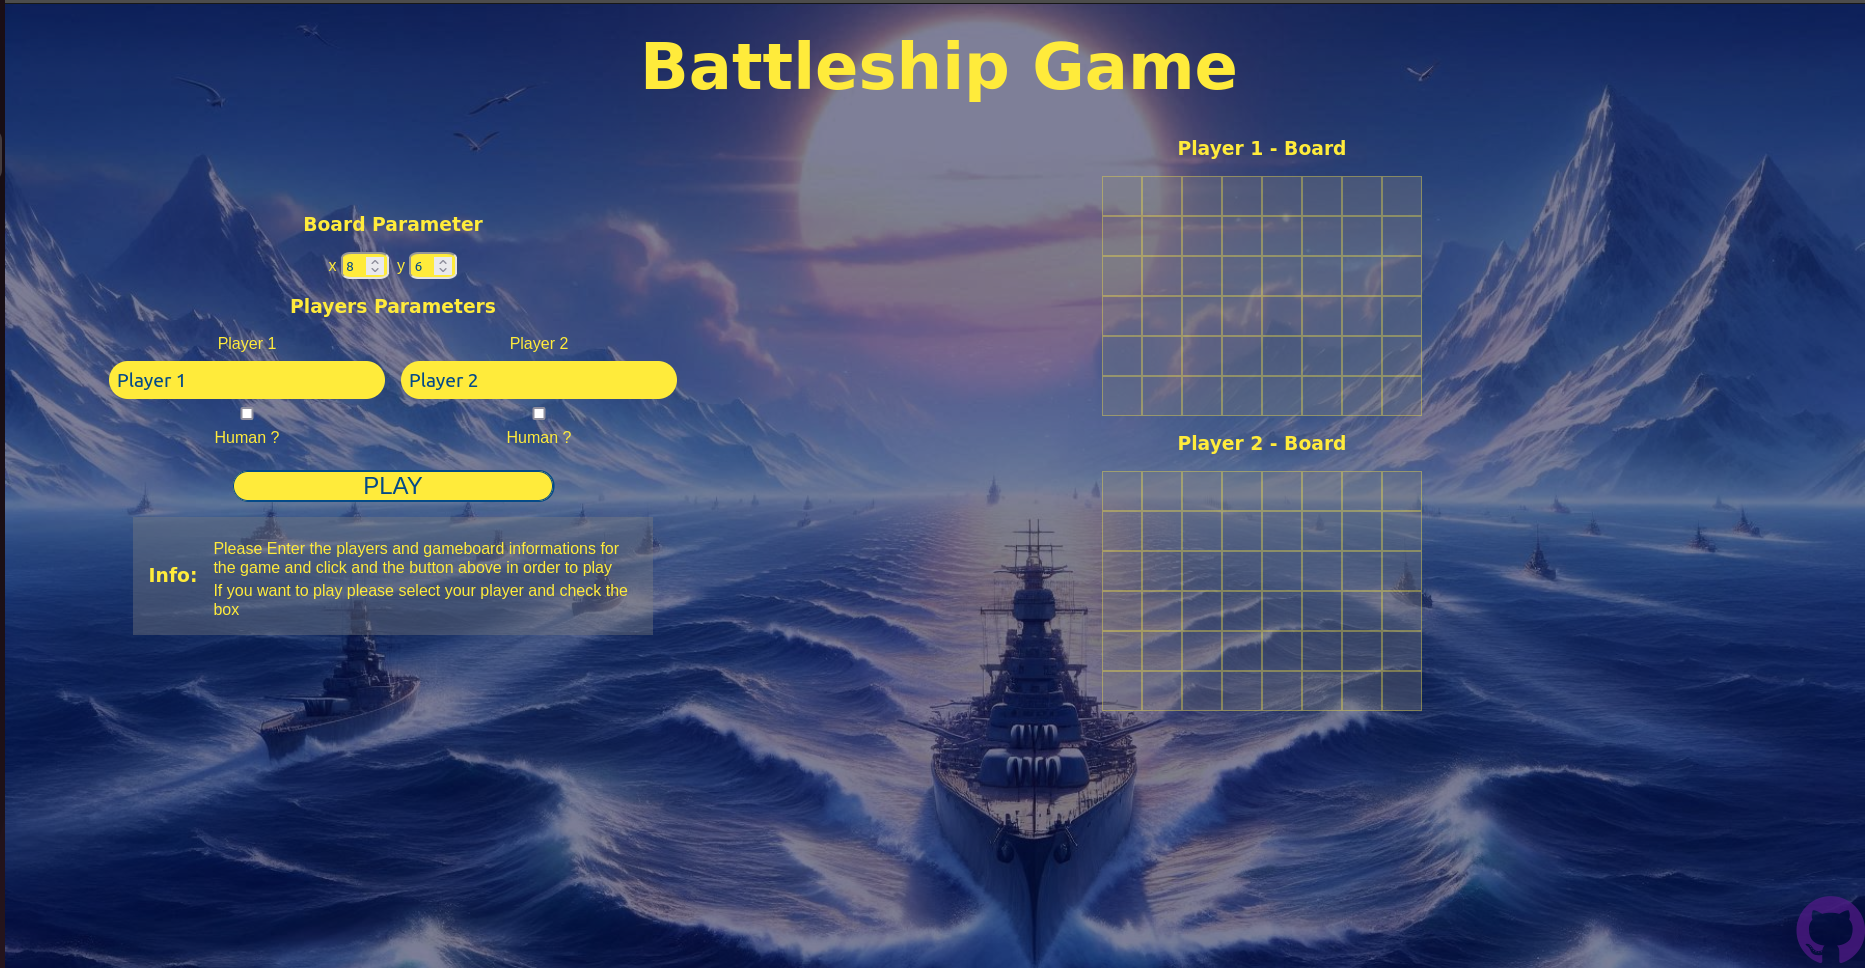 Battleship Game
Board Parameter
x 8 y 6
Players Parameters
Player 1 Player 2
Player 1 Player 2
Human ? Human ?
PLAY
Info:
Please Enter the players and gameboard informations for
the game and click and the button above in order to play
If you want to play please select your player and check the
box
Player 1 - Board
Player 2 - Board